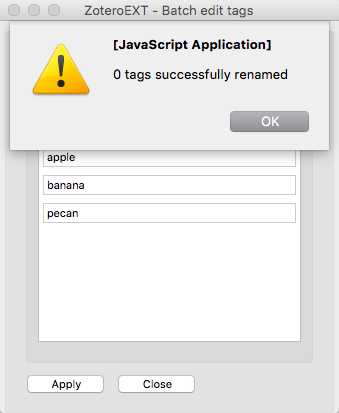 ZoteroEXT - Batch edit tags
[JavaScript Application]
0 tags successfully renamed
OK
apple
banana
pecan
Apply
Close